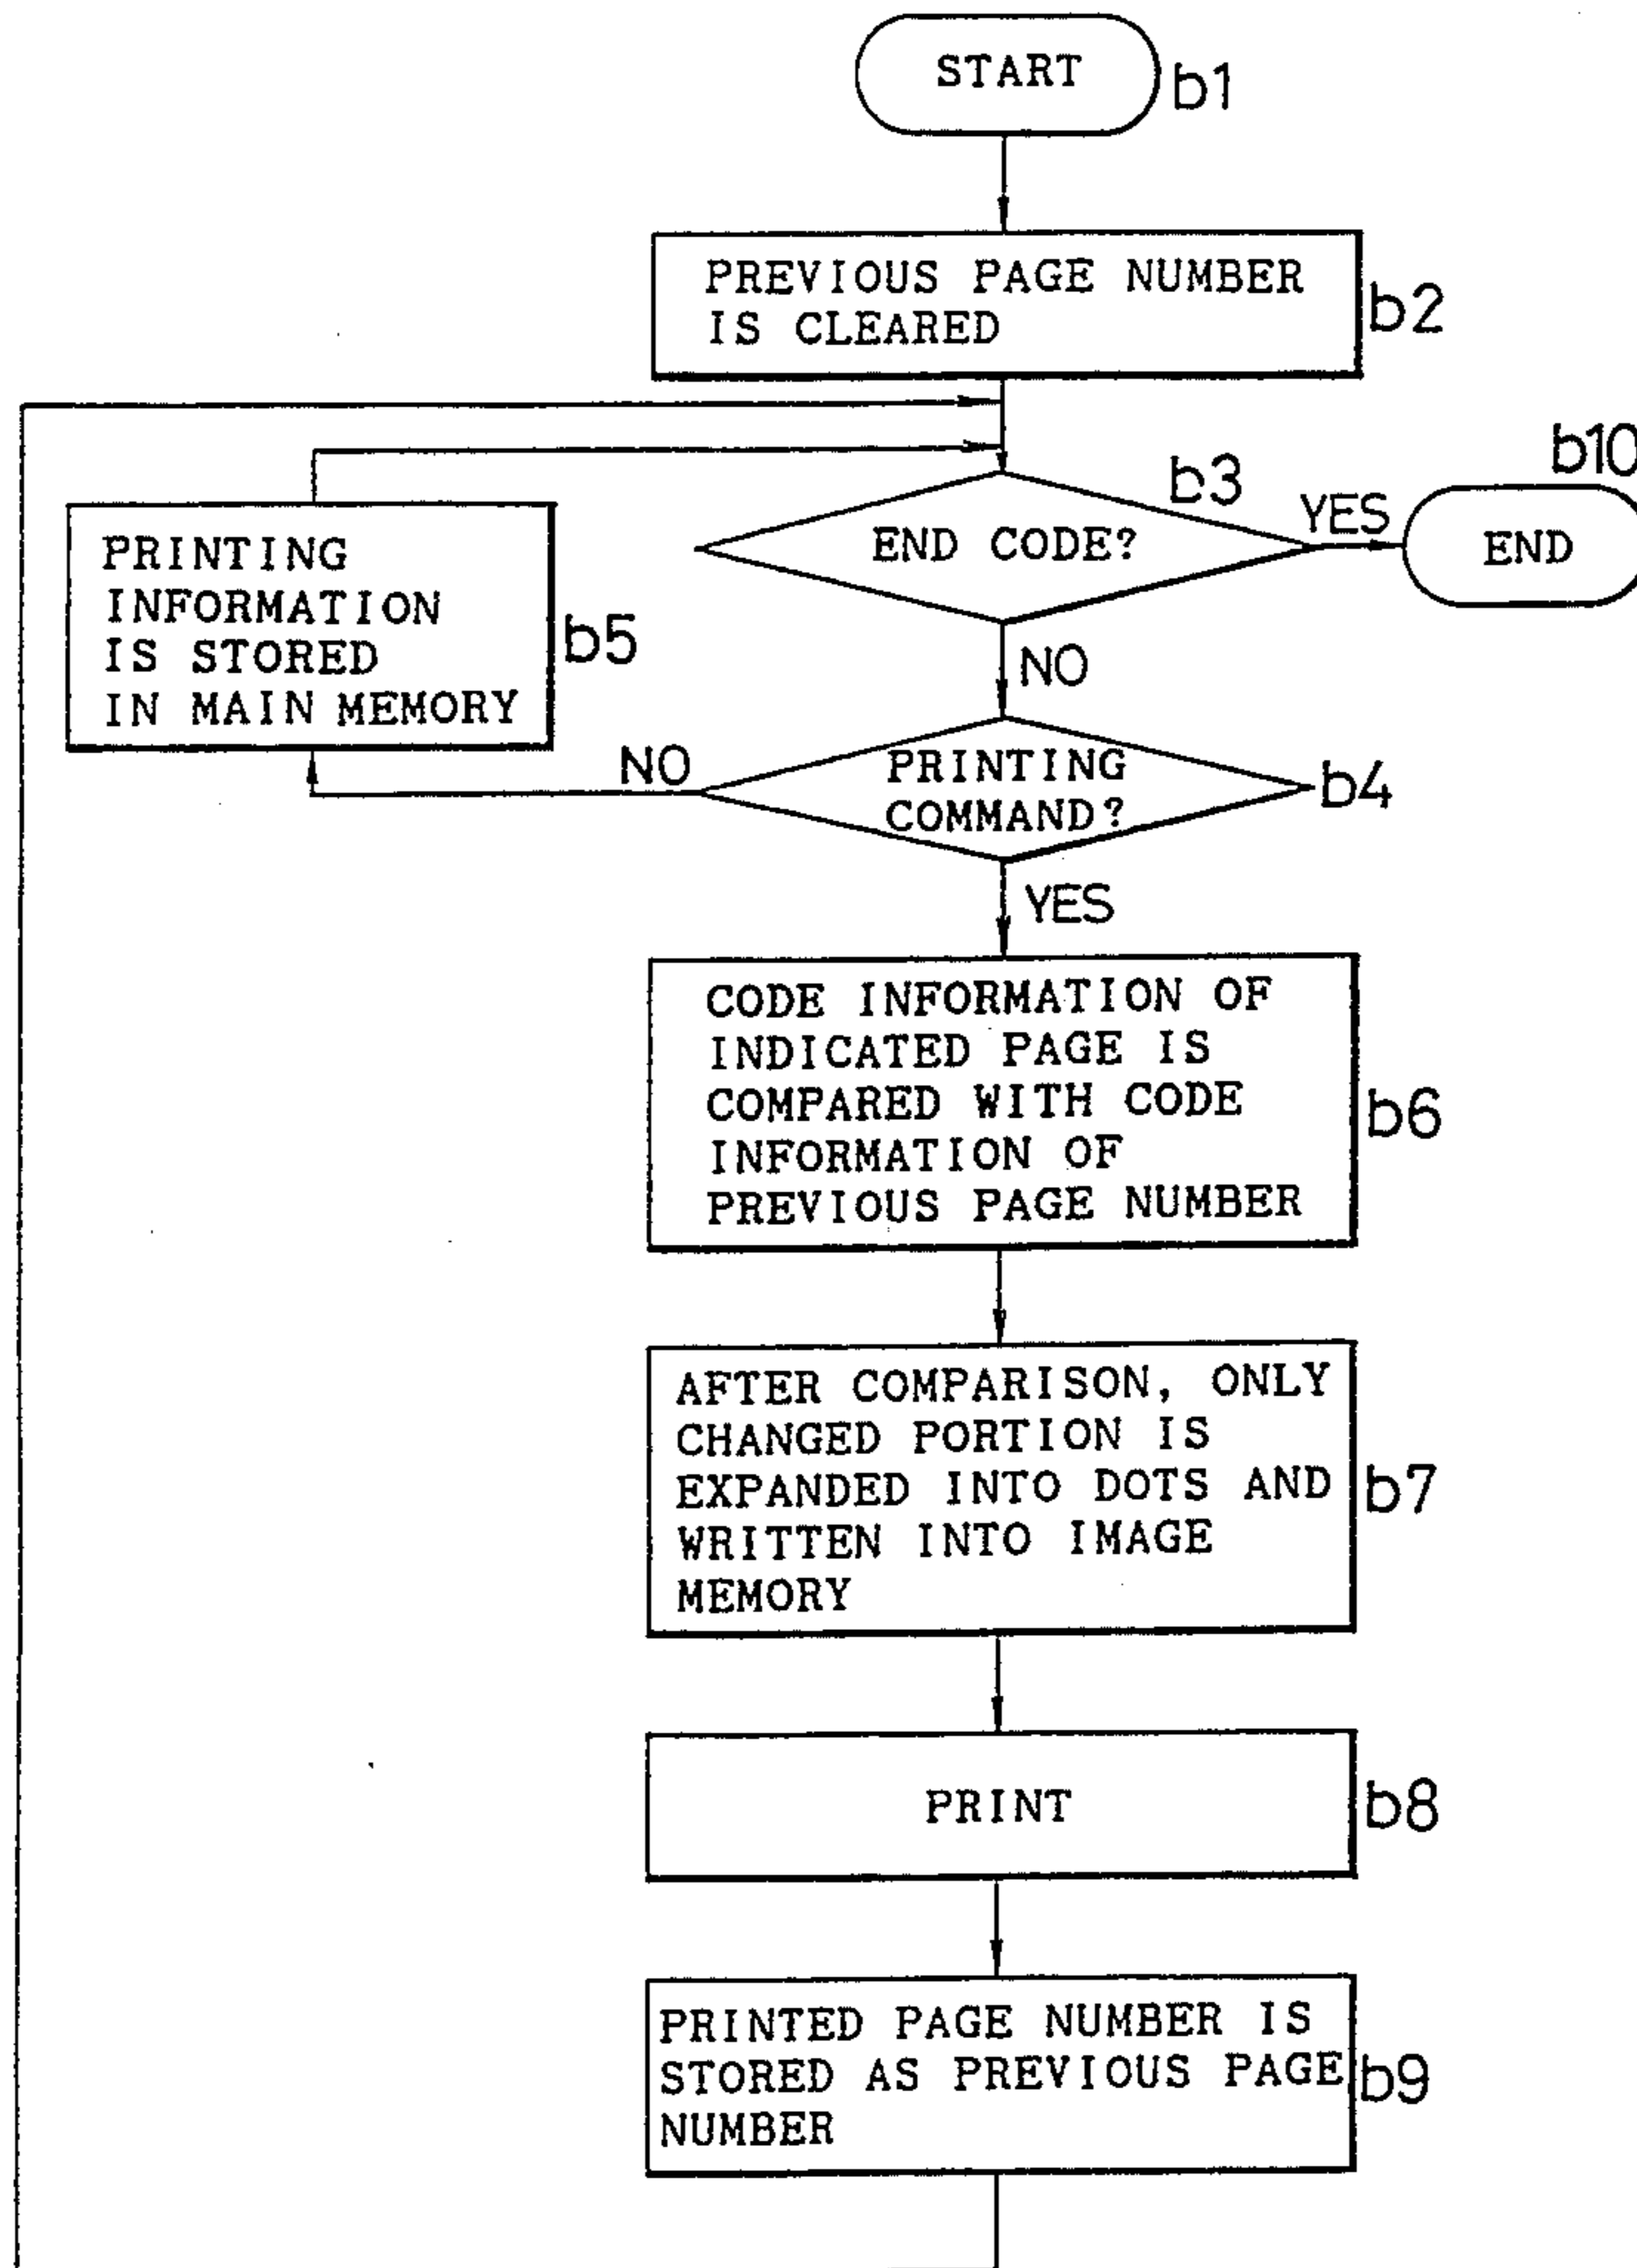 START
b1
PREVIOUS PAGE NUMBER
IS CLEARED
b2
b3
b10
END CODE?
YES
END
PRINTING
INFORMATION
IS STORED
IN MAIN MEMORY
b5
NO
NO
PRINTING
COMMAND?
b4
YES
CODE INFORMATION OF
INDICATED PAGE IS
COMPARED WITH CODE
INFORMATION OF
PREVIOUS PAGE NUMBER
b6
AFTER COMPARISON, ONLY
CHANGED PORTION IS
EXPANDED INTO DOTS AND
WRITTEN INTO IMAGE
MEMORY
b7
PRINT
b8
PRINTED PAGE NUMBER IS
STORED AS PREVIOUS PAGE
NUMBER
b9